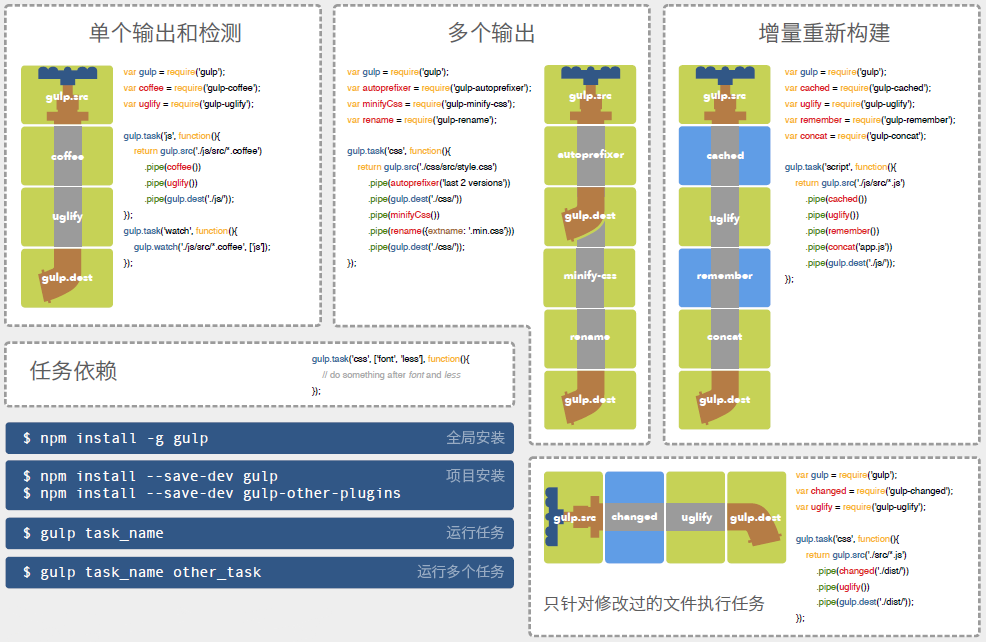 单个输出和检测
gulp.src
coffee
uglify
gulp.dest
var gulp = require('gulp');
var coffee = require('gulp-coffee');
var uglify = require('gulp-uglify');
gulp.task('js', function(){
return gulp.src('./js/src/*.coffee')
.pipe(coffee())
.pipe(uglify())
.pipe(gulp.dest('./js/'));
});
gulp.task('watch', function(){
gulp.watch('./js/src/*.coffee', ['js']);
});
多个输出
var gulp = require('gulp');
var autoprefixer = require('gulp-autoprefixer');
var minifyCss = require('gulp-minify-css');
var rename = require('gulp-rename');
gulp.task('css', function(){
return gulp.src('./css/src/style.css')
.pipe(autoprefixer('last 2 versions'))
.pipe(gulp.dest('./css/'))
.pipe(minifyCss())
.pipe(rename({extname: '.min.css'}))
.pipe(gulp.dest('./css/'));
});
gulp.src
autoprefixer
gulp.dest
minify-css
rename
gulp.dest
增量重新构建
gulp.src
cached
uglify
remember
concat
gulp.dest
var gulp = require('gulp');
var cached = require('gulp-cached');
var uglify = require('gulp-uglify');
var remember = require('gulp-remember');
var concat = require('gulp-concat');
gulp.task('script', function(){
return gulp.src('./js/src/*.js')
.pipe(cached())
.pipe(uglify())
.pipe(remember())
.pipe(concat('app.js'))
.pipe(gulp.dest('./js/'));
});
任务依赖
gulp.task('css', ['font', 'less'], function(){
// do something after font and less
});
$ npm install -g gulp 全局安装
$ npm install --save-dev gulp 项目安装
$ npm install --save-dev gulp-other-plugins
$ gulp task_name 运行任务
$ gulp task_name other_task 运行多个任务
gulp.src changed uglify gulp.dest
只针对修改过的文件执行任务
var gulp = require('gulp');
var changed = require('gulp-changed');
var uglify = require('gulp-uglify');
gulp.task('css', function(){
return gulp.src('./src/*.js')
.pipe(changed('./dist/'))
.pipe(uglify())
.pipe(gulp.dest('./dist/'));
});